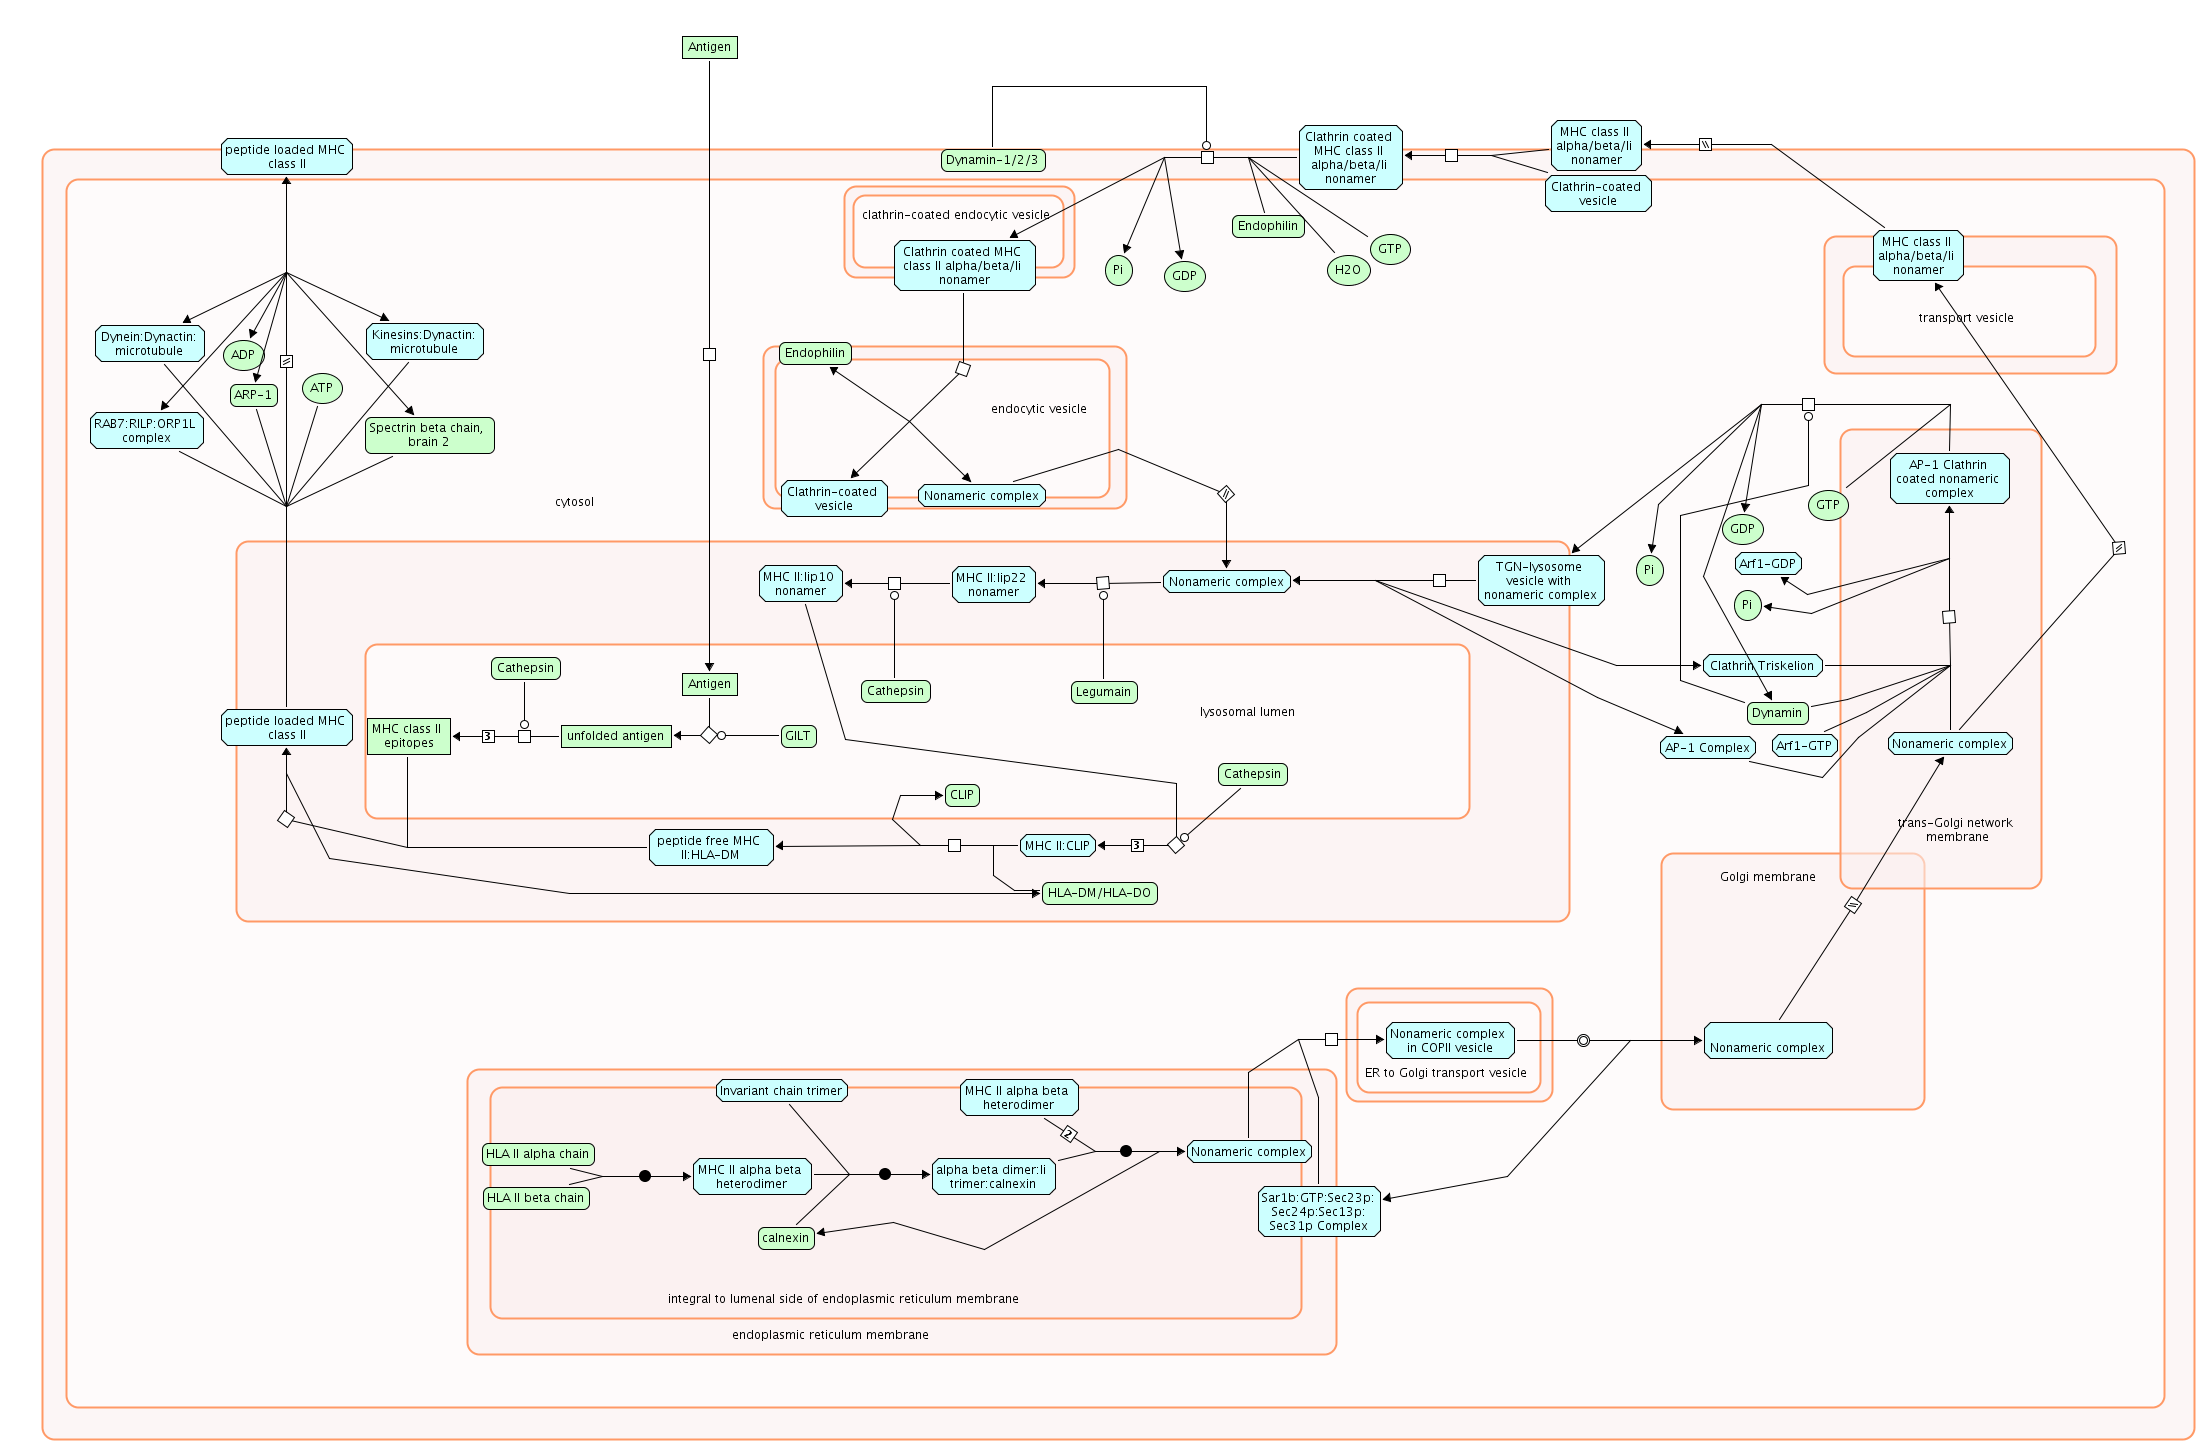 Antigen
peptide loaded MHC
class II
Dynamin-1/2/3
Clathrin coated
MHC class II
alpha/beta/Ii
nonamer
MHC class II
alpha/beta/Ii
nonamer
Clathrin-coated
vesicle
clathrin-coated endocytic vesicle
Clathrin coated MHC
class II alpha/beta/Ii
nonamer
Pi
GDP
Endophilin
H2O
GTP
MHC class II
alpha/beta/Ii
nonamer
transport vesicle
Dynein:Dynactin:
microtubule
ADP
Kinesins:Dynactin:
microtubule
ARP-1
ATP
RAB7:RILP:ORP1L
complex
Spectrin beta chain,
brain 2
Endophilin
endocytic vesicle
Clathrin-coated
vesicle
Nonameric complex
cytosol
AP-1 Clathrin
coated nonameric
complex
GTP
GDP
Pi
Arf1-GDP
Pi
Clathrin Triskelion
Dynamin
AP-1 Complex
Arf1-GTP
Nonameric complex
trans-Golgi network
membrane
MHC II:lip10
nonamer
MHC II:lip22
nonamer
Nonameric complex
TGN-lysosome
vesicle with
nonameric complex
Cathepsin
Antigen
Cathepsin
Legumain
lysosomal lumen
peptide loaded MHC
class II
MHC class II
epitopes
3
unfolded antigen
GILT
Cathepsin
CLIP
peptide free MHC
II:HLA-DM
MHC II:CLIP
3
HLA-DM/HLA-DO
Golgi membrane
Nonameric complex
in COPII vesicle
ER to Golgi transport vesicle
Nonameric complex
Invariant chain trimer
MHC II alpha beta
heterodimer
2
HLA II alpha chain
HLA II beta chain
MHC II alpha beta
heterodimer
alpha beta dimer:Ii
trimer:calnexin
Nonameric complex
calnexin
Sar1b:GTP:Sec23p:
Sec24p:Sec13p:
Sec31p Complex
integral to lumenal side of endoplasmic reticulum membrane
endoplasmic reticulum membrane